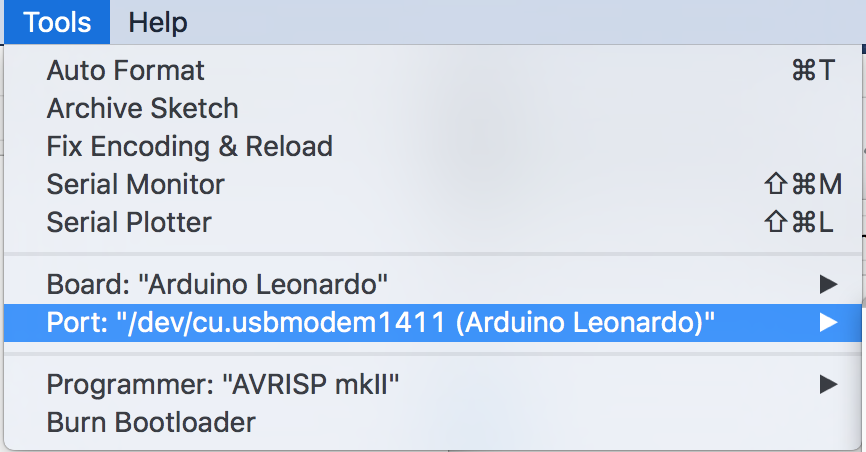 Tools Help
Auto Format ⌘T
Archive Sketch
Fix Encoding & Reload
Serial Monitor ⇧⌘M
Serial Plotter ⇧⌘L
Board: "Arduino Leonardo" ▶
Port: "/dev/cu.usbmodem1411 (Arduino Leonardo)" ▶
Programmer: "AVRISP mkII" ▶
Burn Bootloader